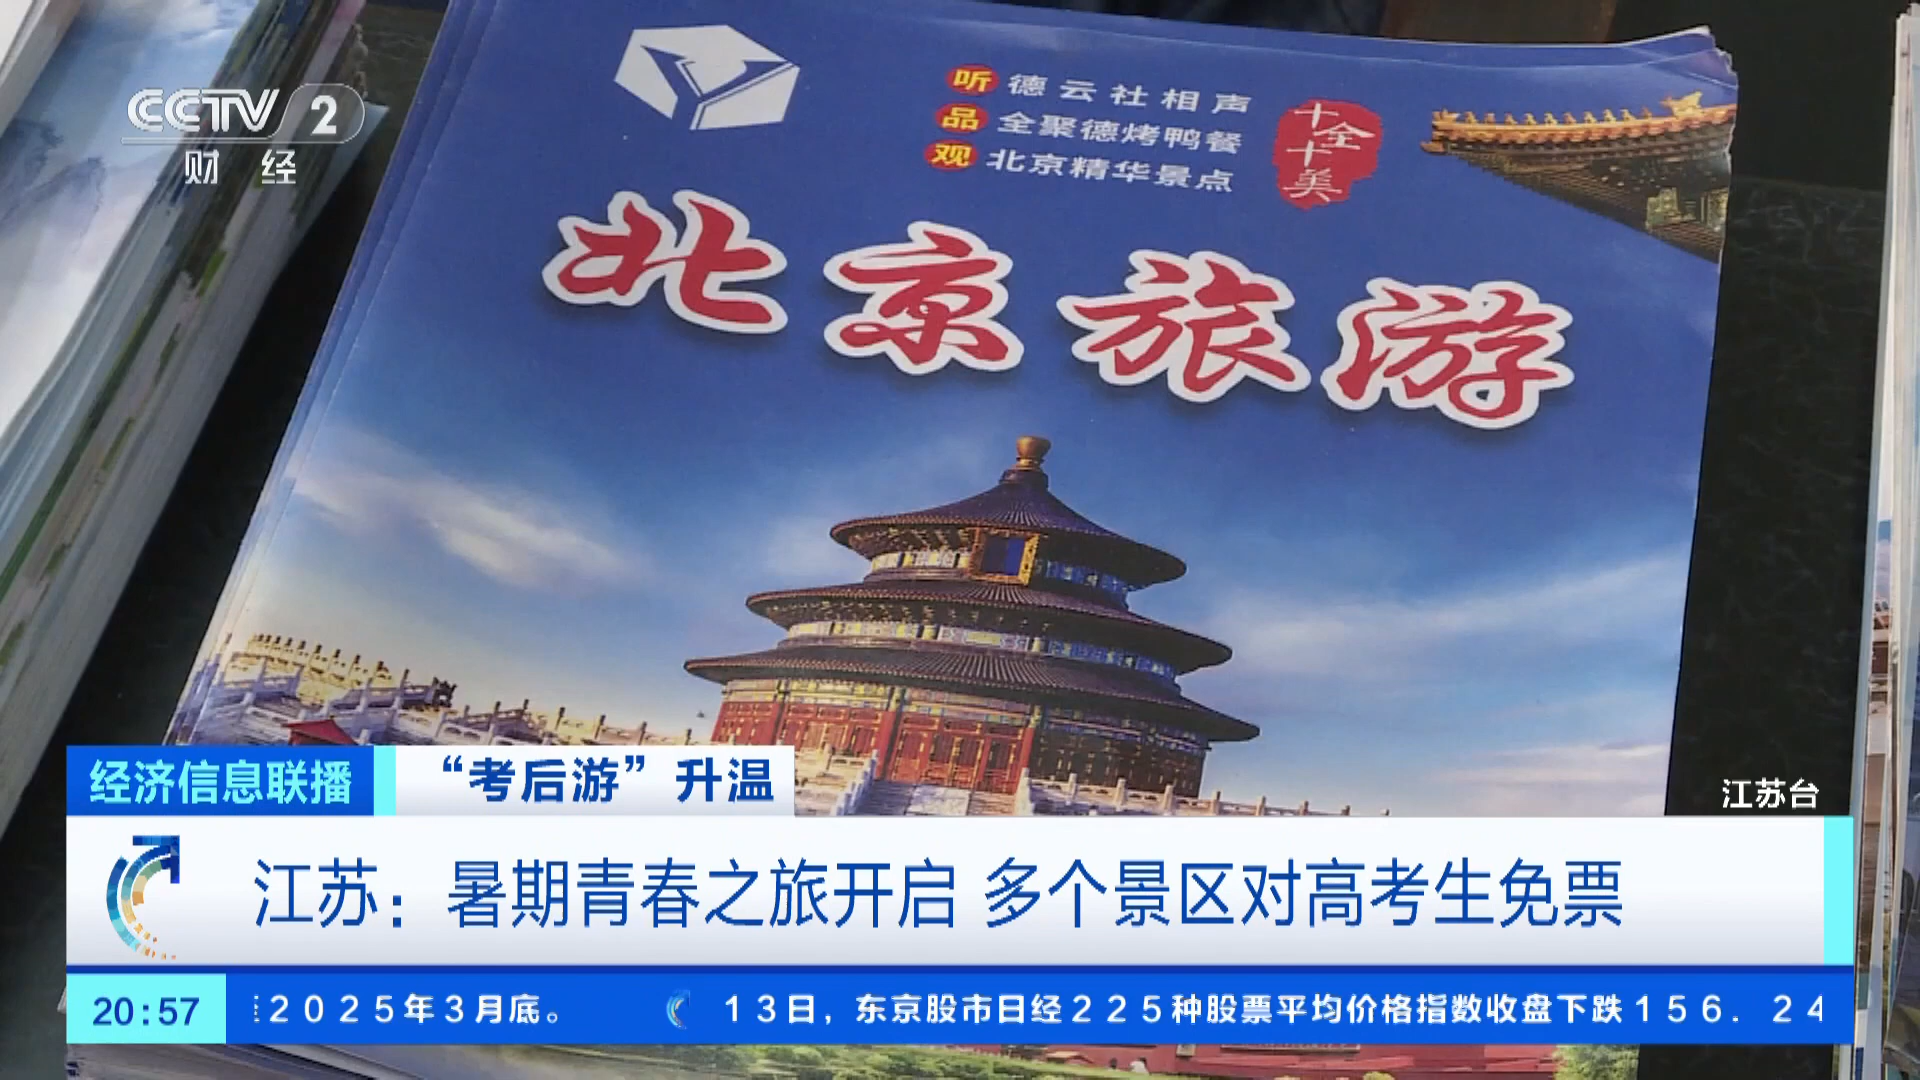 CCTV 2
财 经
听 德云社相声
品 全聚德烤鸭餐
观 北京精华景点
十全十美
北京旅游
江苏台
经济信息联播
“考后游”升温
江苏：暑期青春之旅开启 多个景区对高考生免票
20:57
2025年3月底。 13日，东京股市日经225种股票平均价格指数收盘下跌156.24